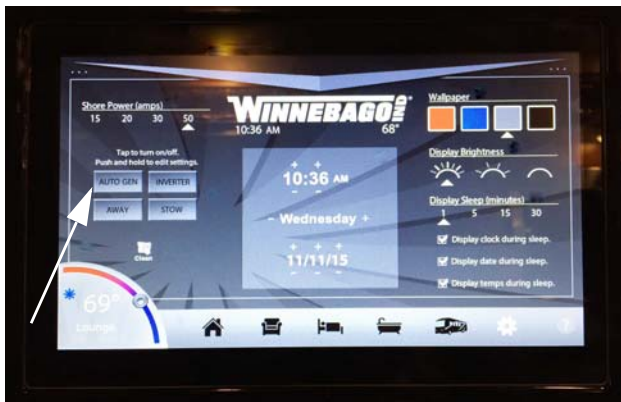 Shore Power (amps)
15 20 30 50
WINNEBAGO IND
10:36 AM 68°
Wallpaper
Tap to turn on/off.
Push and hold
to edit settings.
AUTO GEN INVERTER
AWAY STOW
Clean
+ +
10:36 AM
- -
- Wednesday +
+ + +
11/11/15
- - -
Display Brightness
Display Sleep (minutes)
1 5 15 30
Display clock during sleep.
Display date during sleep.
Display temps during sleep.
69°
Lounge
?